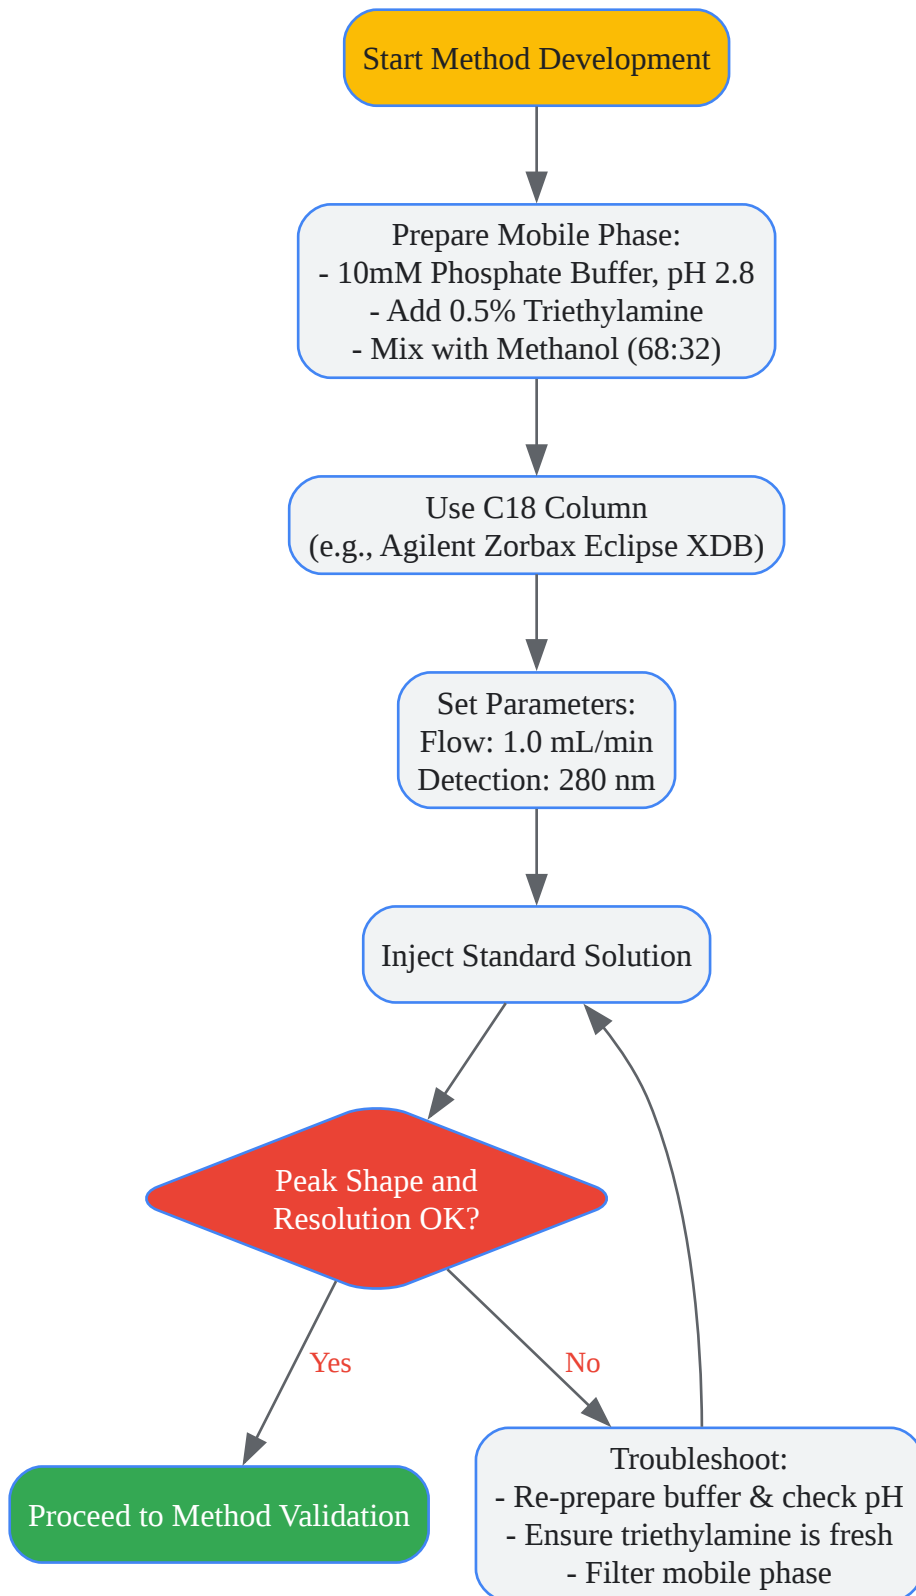 Start Method Development
Prepare Mobile Phase:
- 10mM Phosphate Buffer, pH 2.8
- Add 0.5% Triethylamine
- Mix with Methanol (68:32)
Use C18 Column
(e.g., Agilent Zorbax Eclipse XDB)
Set Parameters:
Flow: 1.0 mL/min
Detection: 280 nm
Inject Standard Solution
Peak Shape and
Resolution OK?
Yes
No
Proceed to Method Validation
Troubleshoot:
- Re-prepare buffer & check pH
- Ensure triethylamine is fresh
- Filter mobile phase